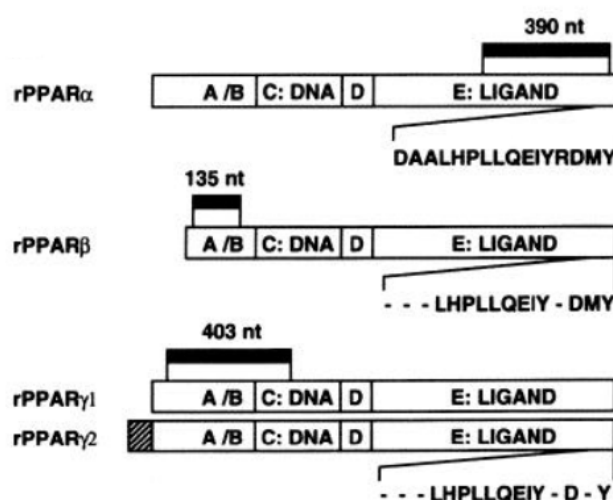 390 nt
rPPARα A/B C: DNA D E: LIGAND
DAALHPLLQEIYRDMY
135 nt
rPPARβ A/B C: DNA D E: LIGAND
- - - LHPLLQEIY - DMY
403 nt
rPPARγ1 A/B C: DNA D E: LIGAND
rPPARγ2 A/B C: DNA D E: LIGAND
- - - - LHPLLQEIY - D - Y